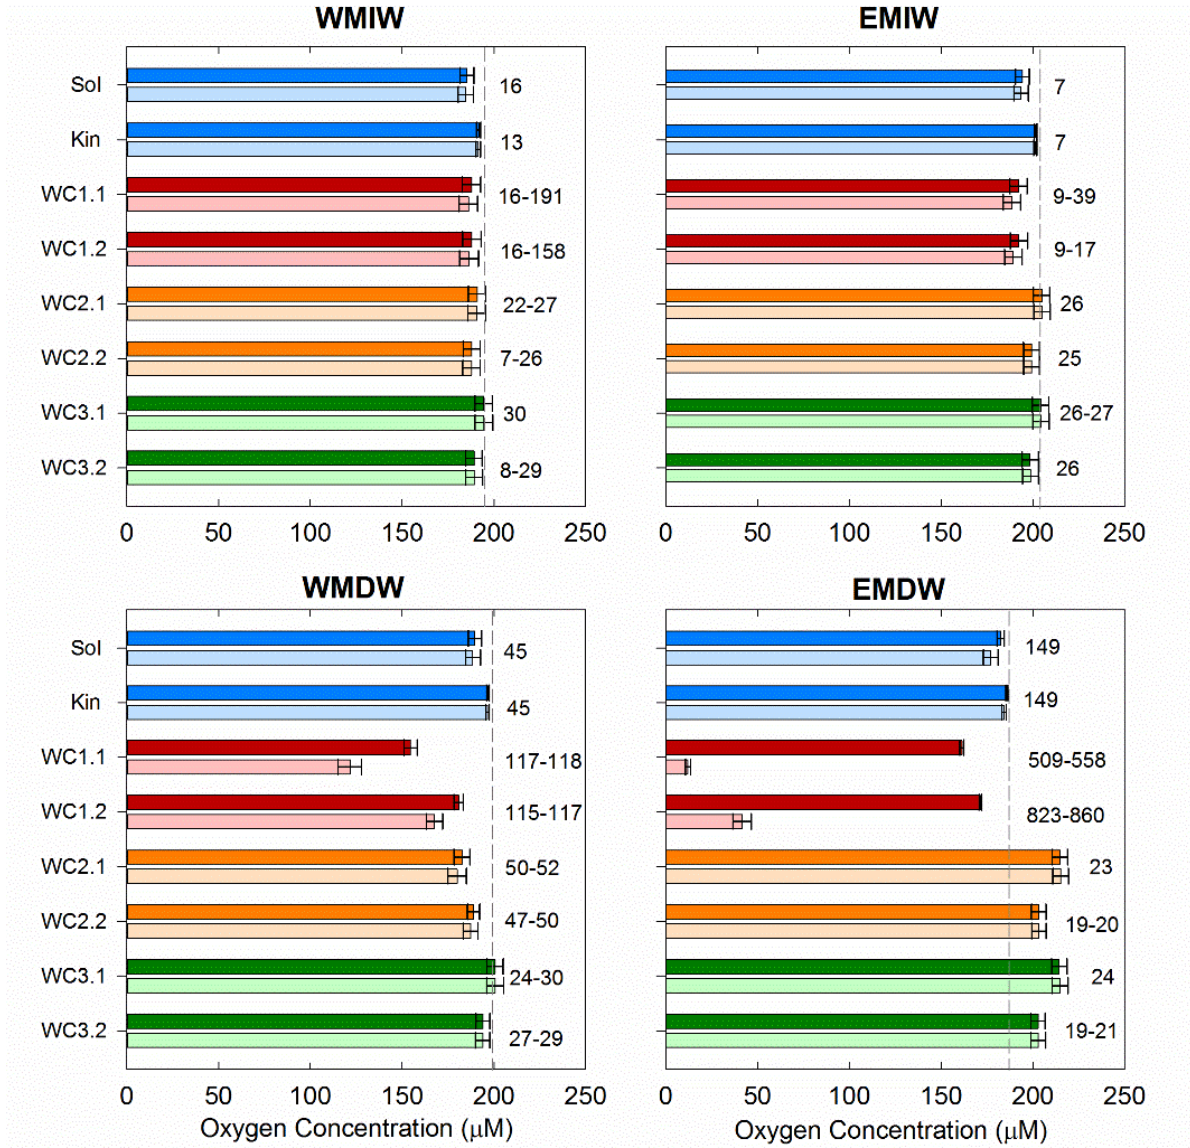 WMIW
EMIW
Sol
16
7
Kin
13
7
WC1.1
16-191
9-39
WC1.2
16-158
9-17
WC2.1
22-27
26
WC2.2
7-26
25
WC3.1
30
26-27
WC3.2
8-29
26
0 50 100 150 200 250
0 50 100 150 200 250
WMDW
EMDW
Sol
45
149
Kin
45
149
WC1.1
117-118
509-558
WC1.2
115-117
823-860
WC2.1
50-52
23
WC2.2
47-50
19-20
WC3.1
24-30
24
WC3.2
27-29
19-21
0 50 100 150 200 250
0 50 100 150 200 250
Oxygen Concentration (μM)
Oxygen Concentration (μM)